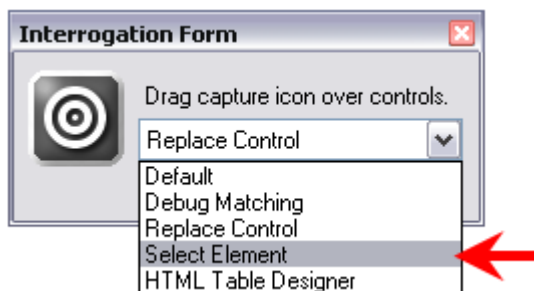 Interrogation Form
Drag capture icon over controls.
Replace Control
Default
Debug Matching
Replace Control
Select Element
HTML Table Designer